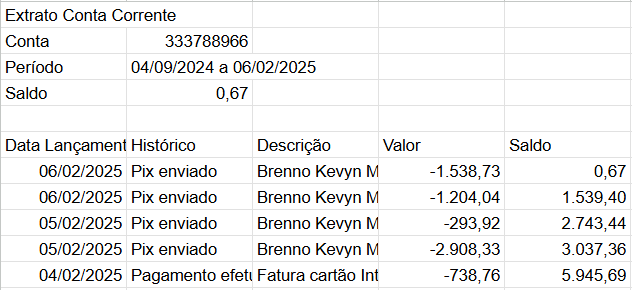 Extrato Conta Corrente
Conta 333788966
Período 04/09/2024 a 06/02/2025
Saldo 0,67
Data Lançament Histórico Descrição Valor Saldo
06/02/2025 Pix enviado Brenno Kevyn M -1.538,73 0,67
06/02/2025 Pix enviado Brenno Kevyn M -1.204,04 1.539,40
05/02/2025 Pix enviado Brenno Kevyn M -293,92 2.743,44
05/02/2025 Pix enviado Brenno Kevyn M -2.908,33 3.037,36
04/02/2025 Pagamento efetu Fatura cartão Int -738,76 5.945,69